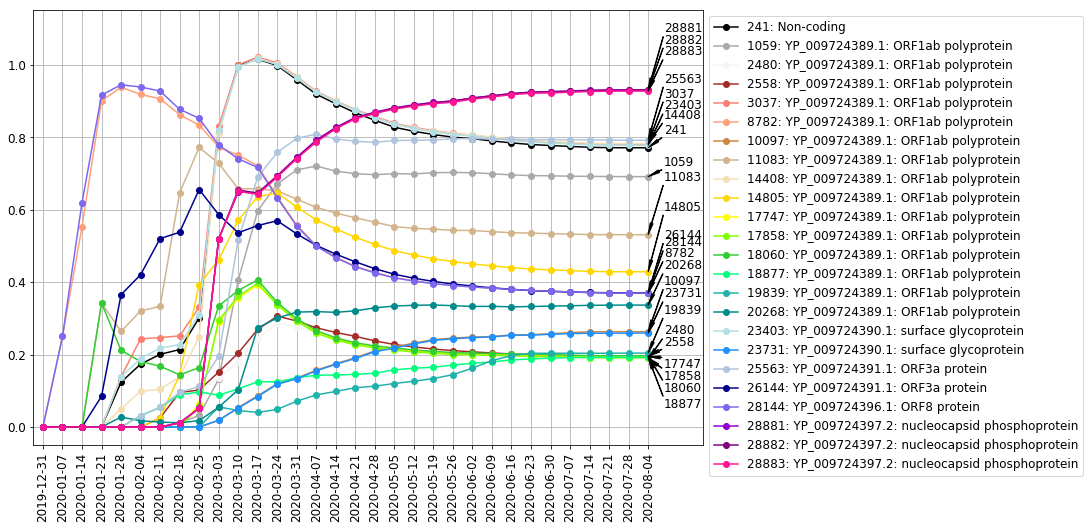 1.0
0.8
0.6
0.4
0.2
0.0
2019-12-31
2020-01-07
2020-01-14
2020-01-21
2020-01-28
2020-02-04
2020-02-11
2020-02-18
2020-02-25
2020-03-03
2020-03-10
2020-03-17
2020-03-24
2020-03-31
2020-04-07
2020-04-14
2020-04-21
2020-04-28
2020-05-05
2020-05-12
2020-05-19
2020-05-26
2020-06-02
2020-06-09
2020-06-16
2020-06-23
2020-06-30
2020-07-07
2020-07-14
2020-07-21
2020-07-28
2020-08-04
28881
28882
28883
25563
3037
23403
14408
241
1059
11083
14805
26144
28144
8782
20268
10097
23731
19839
2480
2558
17747
17858
18060
18877
241: Non-coding
1059: YP_009724389.1: ORF1ab polyprotein
2480: YP_009724389.1: ORF1ab polyprotein
2558: YP_009724389.1: ORF1ab polyprotein
3037: YP_009724389.1: ORF1ab polyprotein
8782: YP_009724389.1: ORF1ab polyprotein
10097: YP_009724389.1: ORF1ab polyprotein
11083: YP_009724389.1: ORF1ab polyprotein
14408: YP_009724389.1: ORF1ab polyprotein
14805: YP_009724389.1: ORF1ab polyprotein
17747: YP_009724389.1: ORF1ab polyprotein
17858: YP_009724389.1: ORF1ab polyprotein
18060: YP_009724389.1: ORF1ab polyprotein
18877: YP_009724389.1: ORF1ab polyprotein
19839: YP_009724389.1: ORF1ab polyprotein
20268: YP_009724389.1: ORF1ab polyprotein
23403: YP_009724390.1: surface glycoprotein
23731: YP_009724390.1: surface glycoprotein
25563: YP_009724391.1: ORF3a protein
26144: YP_009724391.1: ORF3a protein
28144: YP_009724396.1: ORF8 protein
28881: YP_009724397.2: nucleocapsid phosphoprotein
28882: YP_009724397.2: nucleocapsid phosphoprotein
28883: YP_009724397.2: nucleocapsid phosphoprotein